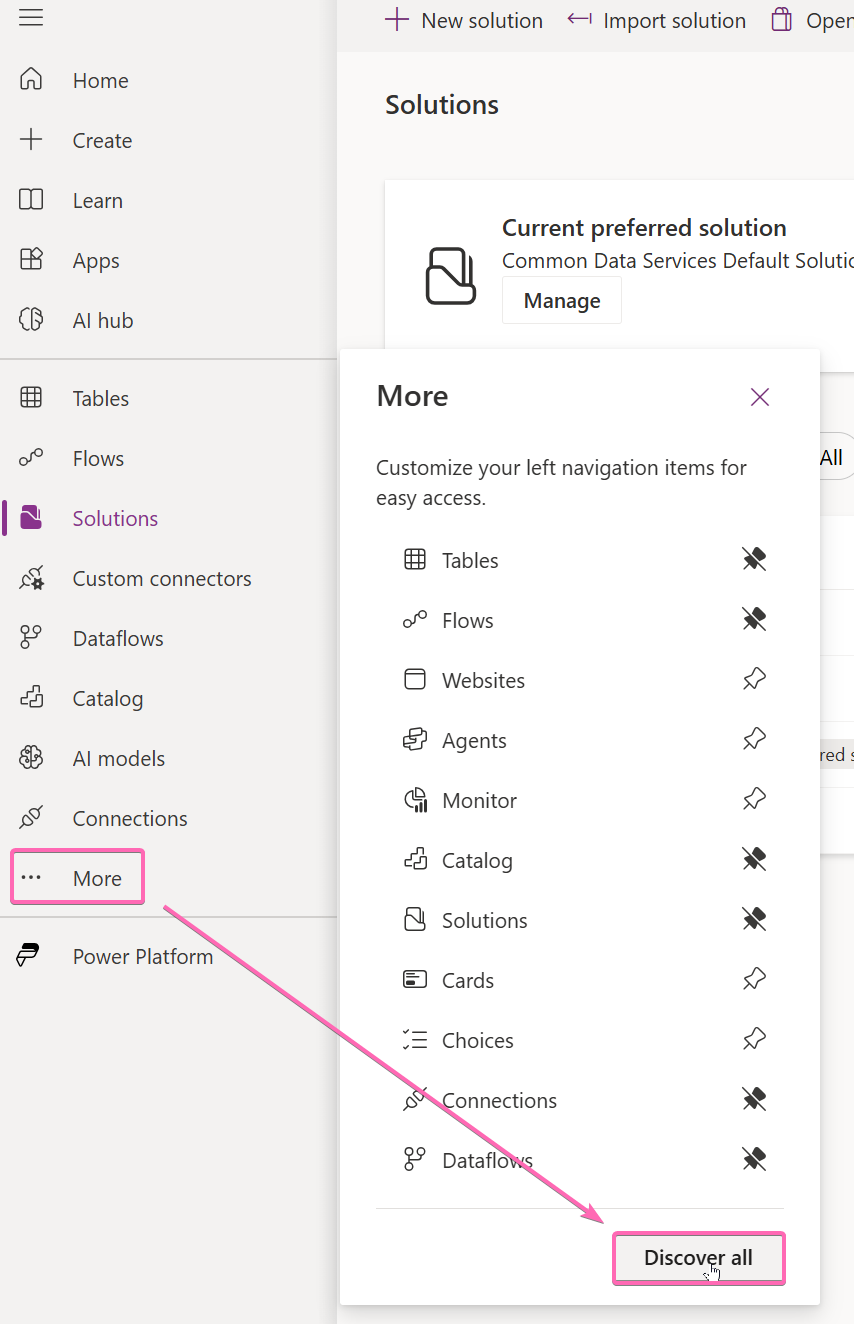 New solution
Import solution
Open
Home
Create
Learn
Apps
AI hub
Tables
Flows
Solutions
Custom connectors
Dataflows
Catalog
AI models
Connections
More
Power Platform
Solutions
Current preferred solution
Common Data Services Default Solutio
Manage
All
red s
More
Customize your left navigation items for
easy access.
Tables
Flows
Websites
Agents
Monitor
Catalog
Solutions
Cards
Choices
Connections
Dataflows
Discover all